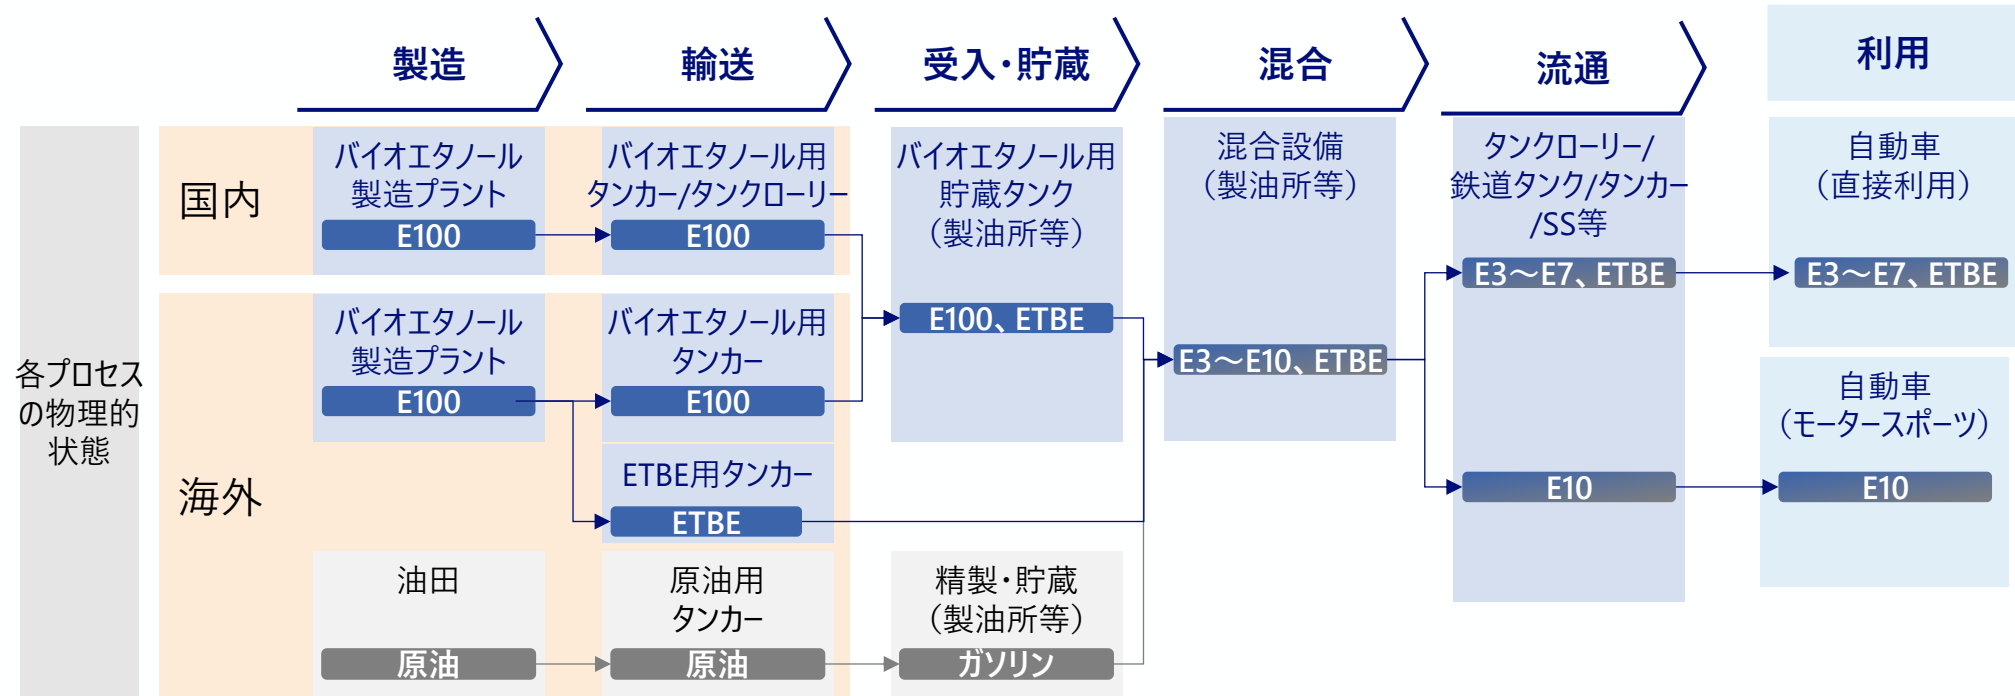 製造
輸送
受入・貯蔵
混合
流通
利用
各プロセス
の物理的
状態
国内
バイオエタノール
製造プラント
E100
バイオエタノール用
タンカー/タンクローリー
E100
バイオエタノール用
貯蔵タンク
（製油所等）
E100、ETBE
混合設備
（製油所等）
E3～E10、ETBE
タンクローリー/
鉄道タンク/タンカー
/SS等
E3～E7、ETBE
自動車
（直接利用）
E3～E7、ETBE
海外
バイオエタノール
製造プラント
E100
バイオエタノール用
タンカー
E100
ETBE用タンカー
ETBE
E10
自動車
（モータースポーツ）
E10
油田
原油
原油用
タンカー
原油
精製・貯蔵
（製油所等）
ガソリン